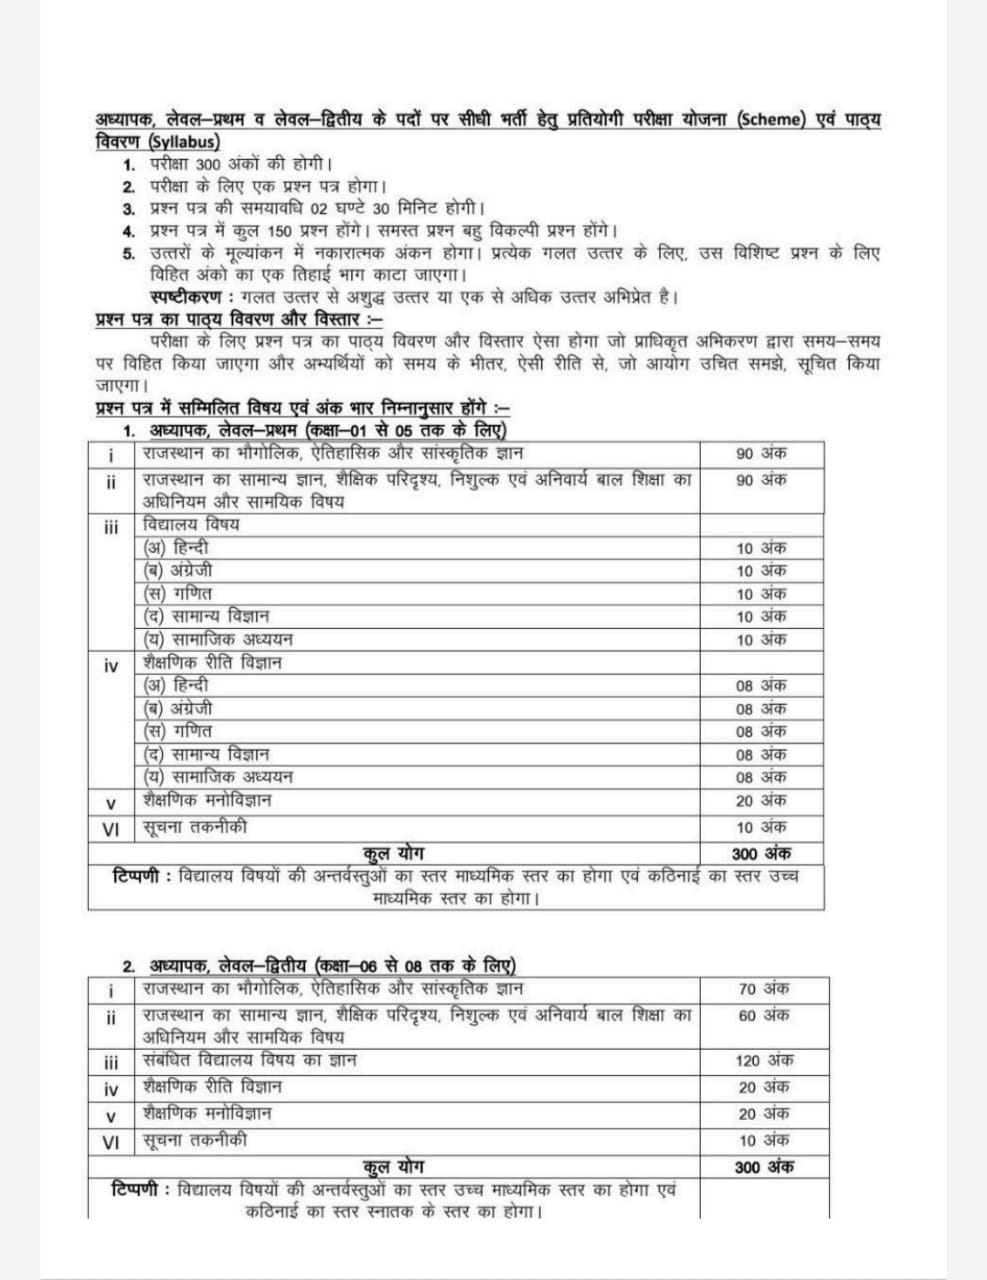 अध्यापक, लेवल–प्रथम व लेवल–द्वितीय के पदों पर सीधी भर्ती हेतु प्रतियोगी परीक्षा योजना (Scheme) एवं पाठ्य
विवरण (Syllabus)
1. परीक्षा 300 अंकों की होगी।
2. परीक्षा के लिए एक प्रश्न पत्र होगा।
3. प्रश्न पत्र की समयावधि 02 घण्टे 30 मिनिट होगी।
4. प्रश्न पत्र में कुल 150 प्रश्न होंगे। समस्त प्रश्न बहु विकल्पी प्रश्न होंगे।
5. उत्तरों के मूल्यांकन में नकारात्मक अंकन होगा। प्रत्येक गलत उत्तर के लिए, उस विशिष्ट प्रश्न के लिए
विहित अंको का एक तिहाई भाग काटा जाएगा।
स्पष्टीकरण : गलत उत्तर से अशुद्ध उत्तर या एक से अधिक उत्तर अभिप्रेत है।
प्रश्न पत्र का पाठ्य विवरण और विस्तार :–
परीक्षा के लिए प्रश्न पत्र का पाठ्य विवरण और विस्तार ऐसा होगा जो प्राधिकृत अभिकरण द्वारा समय–समय
पर विहित किया जाएगा और अभ्यर्थियों को समय के भीतर, ऐसी रीति से, जो आयोग उचित समझे, सूचित किया
जाएगा।
प्रश्न पत्र में सम्मिलित विषय एवं अंक भार निम्नानुसार होंगे :–
1. अध्यापक, लेवल–प्रथम (कक्षा–01 से 05 तक के लिए)
i राजस्थान का भौगोलिक, ऐतिहासिक और सांस्कृतिक ज्ञान 90 अंक
ii राजस्थान का सामान्य ज्ञान, शैक्षिक परिदृश्य, निशुल्क एवं अनिवार्य बाल शिक्षा का 90 अंक
अधिनियम और सामयिक विषय
iii विद्यालय विषय
(अ) हिन्दी 10 अंक
(ब) अंग्रेजी 10 अंक
(स) गणित 10 अंक
(द) सामान्य विज्ञान 10 अंक
(य) सामाजिक अध्ययन 10 अंक
iv शैक्षणिक रीति विज्ञान
(अ) हिन्दी 08 अंक
(ब) अंग्रेजी 08 अंक
(स) गणित 08 अंक
(द) सामान्य विज्ञान 08 अंक
(य) सामाजिक अध्ययन 08 अंक
v शैक्षणिक मनोविज्ञान 20 अंक
VI सूचना तकनीकी 10 अंक
कुल योग 300 अंक
टिप्पणी : विद्यालय विषयों की अन्तर्वस्तुओं का स्तर माध्यमिक स्तर का होगा एवं कठिनाई का स्तर उच्च
माध्यमिक स्तर का होगा।
2. अध्यापक, लेवल–द्वितीय (कक्षा–06 से 08 तक के लिए)
i राजस्थान का भौगोलिक, ऐतिहासिक और सांस्कृतिक ज्ञान 70 अंक
ii राजस्थान का सामान्य ज्ञान, शैक्षिक परिदृश्य, निशुल्क एवं अनिवार्य बाल शिक्षा का 60 अंक
अधिनियम और सामयिक विषय
iii संबंधित विद्यालय विषय का ज्ञान 120 अंक
iv शैक्षणिक रीति विज्ञान 20 अंक
v शैक्षणिक मनोविज्ञान 20 अंक
VI सूचना तकनीकी 10 अंक
कुल योग 300 अंक
टिप्पणी : विद्यालय विषयों की अन्तर्वस्तुओं का स्तर उच्च माध्यमिक स्तर का होगा एवं
कठिनाई का स्तर स्नातक के स्तर का होगा।